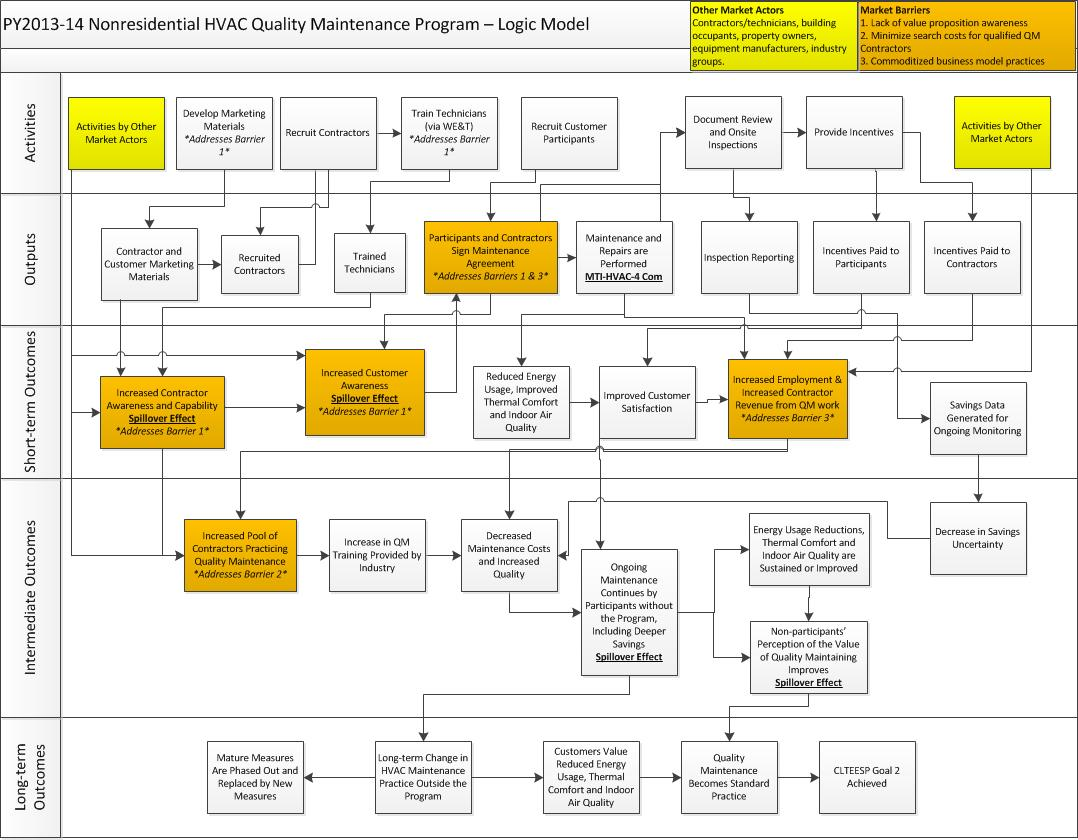 PY2013-14 Nonresidential HVAC Quality Maintenance Program – Logic Model
Other Market Actors
Contractors/technicians, building
occupants, property owners,
equipment manufacturers, industry
groups.
Market Barriers
1. Lack of value proposition awareness
2. Minimize search costs for qualified QM
Contractors
3. Commoditized business model practices
Activities
Activities by Other
Market Actors
Develop Marketing
Materials
*Addresses Barrier
1*
Recruit Contractors
Train Technicians
(via WE&T)
*Addresses Barrier
1*
Recruit Customer
Participants
Document Review
and Onsite
Inspections
Provide Incentives
Activities by Other
Market Actors
Outputs
Contractor and
Customer Marketing
Materials
Recruited
Contractors
Trained
Technicians
Participants and Contractors
Sign Maintenance
Agreement
*Addresses Barriers 1 & 3*
Maintenance and
Repairs are
Performed
MTI-HVAC-4 Com
Inspection Reporting
Incentives Paid to
Participants
Incentives Paid to
Contractors
Short-term Outcomes
Increased Contractor
Awareness and Capability
Spillover Effect
*Addresses Barrier 1*
Increased Customer
Awareness
Spillover Effect
*Addresses Barrier 1*
Reduced Energy
Usage, Improved
Thermal Comfort
and Indoor Air
Quality
Improved Customer
Satisfaction
Increased Employment &
Increased Contractor
Revenue from QM work
*Addresses Barrier 3*
Savings Data
Generated for
Ongoing Monitoring
Intermediate Outcomes
Increased Pool of
Contractors Practicing
Quality Maintenance
*Addresses Barrier 2*
Increase in QM
Training Provided by
Industry
Decreased
Maintenance Costs
and Increased
Quality
Ongoing
Maintenance
Continues by
Participants without
the Program,
Including Deeper
Savings
Spillover Effect
Energy Usage Reductions,
Thermal Comfort and
Indoor Air Quality are
Sustained or Improved
Non-participants’
Perception of the Value
of Quality Maintaining
Improves
Spillover Effect
Decrease in Savings
Uncertainty
Long-term
Outcomes
Mature Measures
Are Phased Out and
Replaced by New
Measures
Long-term Change in
HVAC Maintenance
Practice Outside the
Program
Customers Value
Reduced Energy
Usage, Thermal
Comfort and Indoor
Air Quality
Quality
Maintenance
Becomes Standard
Practice
CLTEESP Goal 2
Achieved